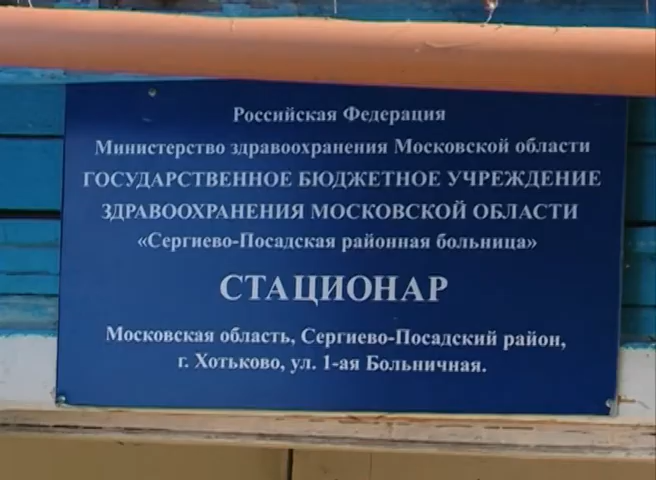 Российская Федерация
Министерство здравоохранения Московской области
ГОСУДАРСТВЕННОЕ БЮДЖЕТНОЕ УЧРЕЖДЕНИЕ
ЗДРАВООХРАНЕНИЯ МОСКОВСКОЙ ОБЛАСТИ
«Сергиево-Посадская районная больница»
СТАЦИОНАР
Московская область, Сергиево-Посадский район,
г. Хотьково, ул. 1-ая Больничная.